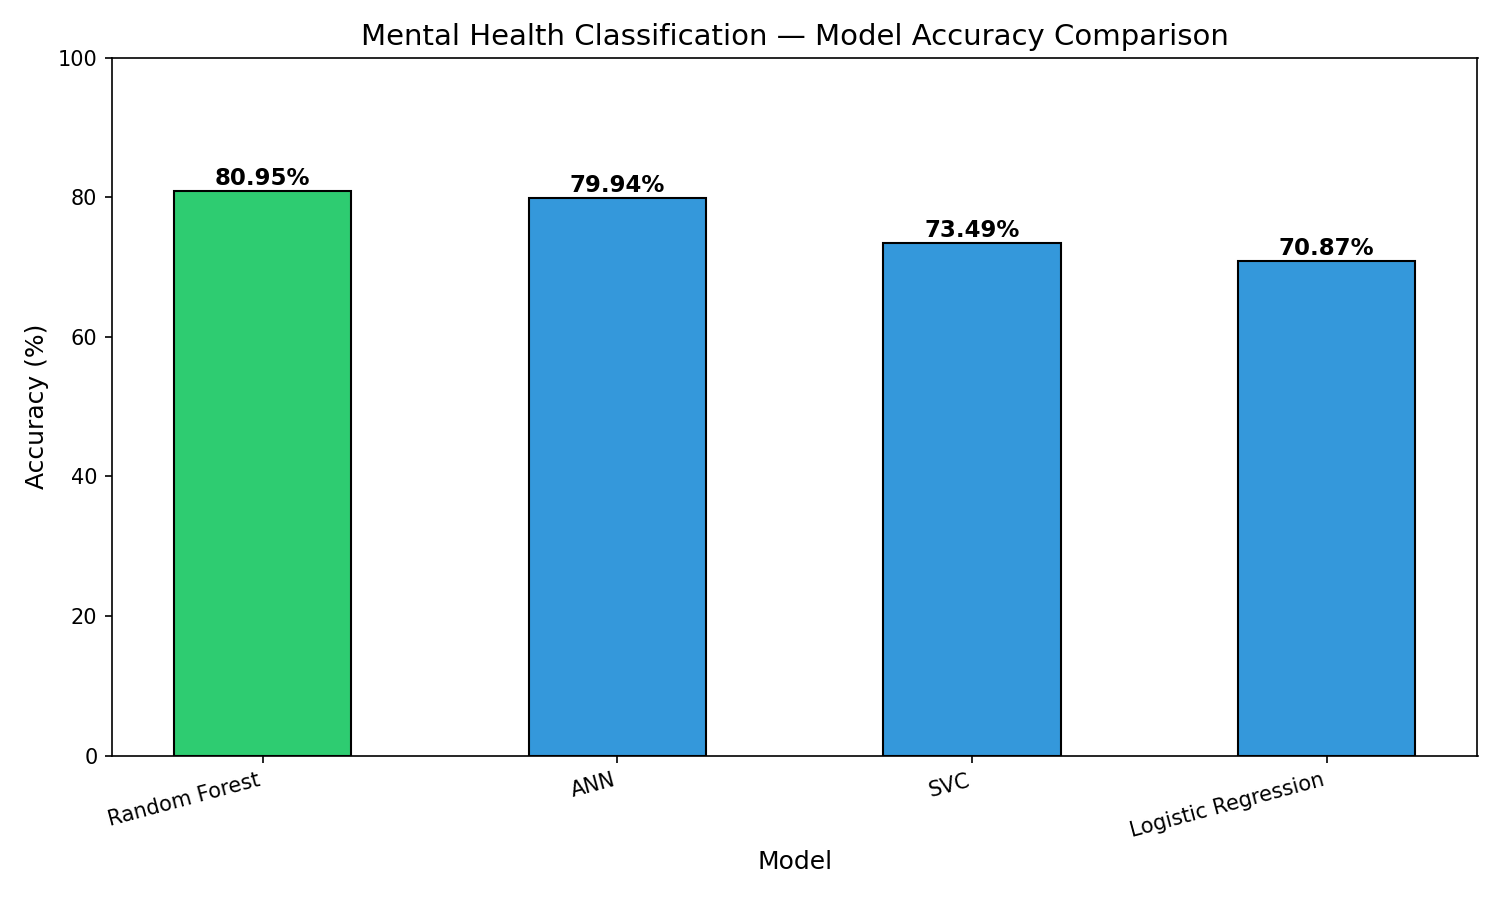 Mental Health Classification — Model Accuracy Comparison
100
80
60
40
20
0
Accuracy (%)
80.95%
79.94%
73.49%
70.87%
Random Forest
ANN
SVC
Logistic Regression
Model